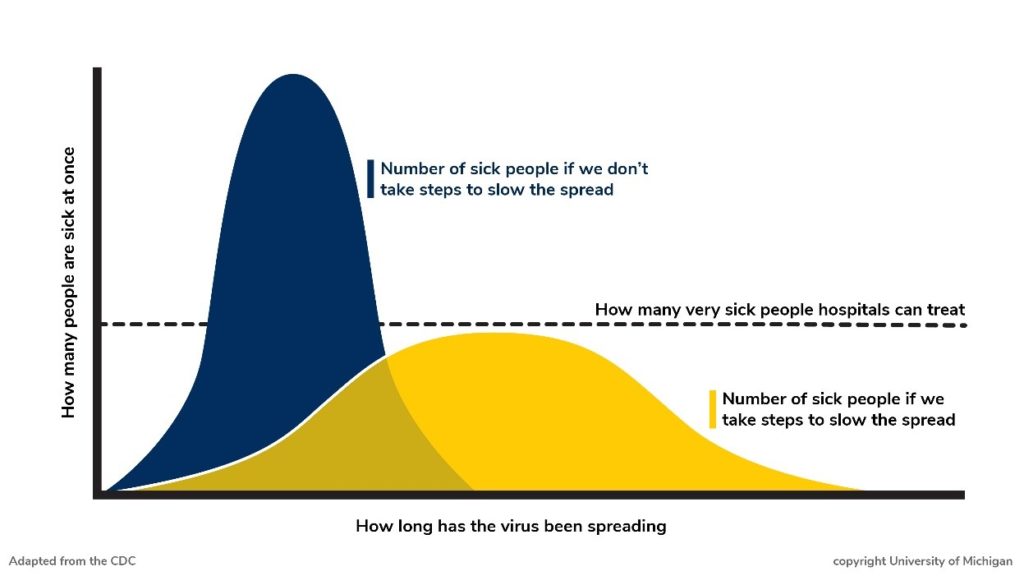 How many people are sick at once
Number of sick people if we don’t
take steps to slow the spread
How many very sick people hospitals can treat
Number of sick people if we
take steps to slow the spread
How long has the virus been spreading
Adapted from the CDC
copyright University of Michigan